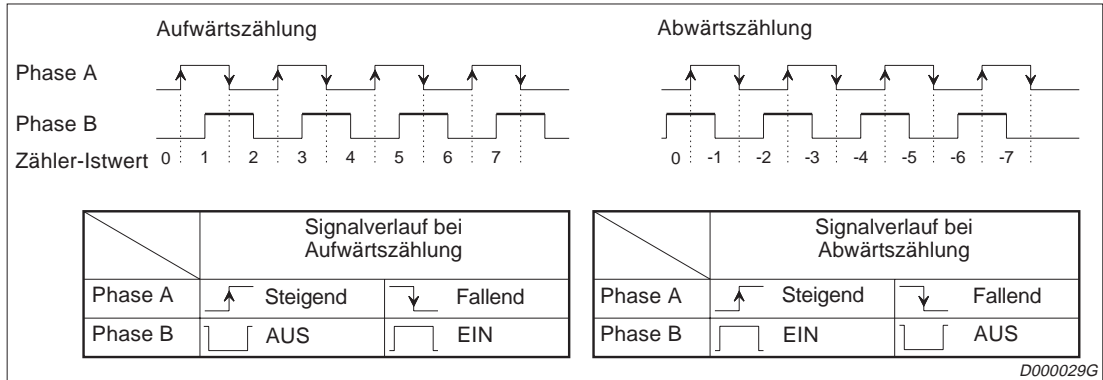 Aufwärtszählung
Abwärtszählung
Phase A
Phase B
Zähler-Istwert 0 1 2 3 4 5 6 7
0 -1 -2 -3 -4 -5 -6 -7
Signalverlauf bei
Aufwärtszählung
Phase A Steigend Fallend
Phase B AUS EIN
Signalverlauf bei
Abwärtszählung
Phase A Steigend Fallend
Phase B EIN AUS
D000029G